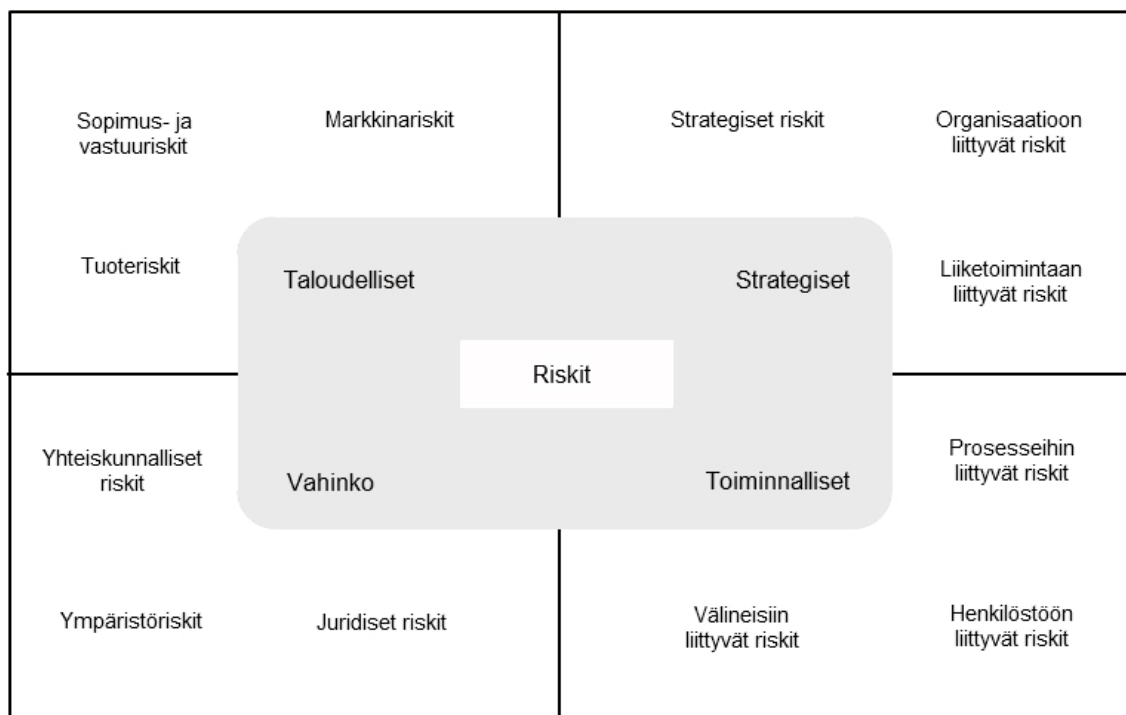 Sopimus- ja
vastuuriskit
Markkinariskit
Strategiset riskit
Organisaatioon
liittyvät riskit
Tuoteriskit
Taloudelliset
Strategiset
Liiketoimintaan
liittyvät riskit
Riskit
Yhteiskunnalliset
riskit
Vahinko
Toiminnalliset
Prosesseihin
liittyvät riskit
Ympäristöriskit
Juridiset riskit
Välineisiin
liittyvät riskit
Henkilöstöön
liittyvät riskit